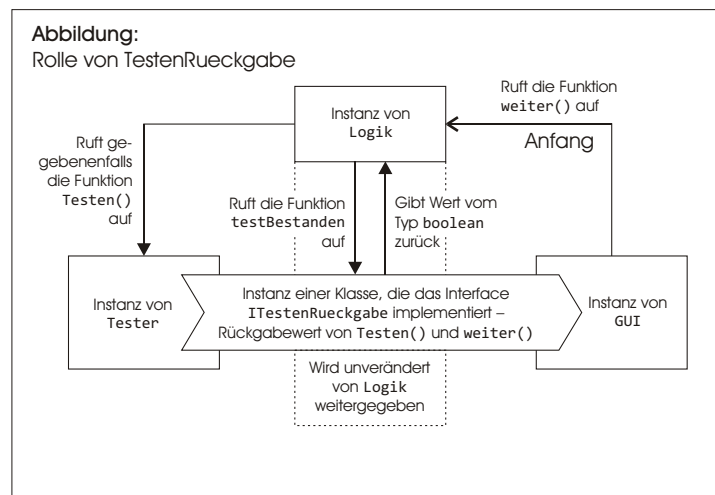 Abbildung:
Rolle von TestenRueckgabe
Ruft die Funktion
weiter() auf
Anfang
Instanz von
Logik
Ruft ge-
gebenenfalls
die Funktion
Testen()
auf
Ruft die Funktion
testBestanden
auf
Gibt Wert vom
Typ boolean
zurück
Instanz von
Tester
Instanz einer Klasse, die das Interface
ITestenRueckgabe implementiert –
Rückgabewert von Testen() und weiter()
Instanz von
GUI
Wird unverändert
von Logik
weitergegeben